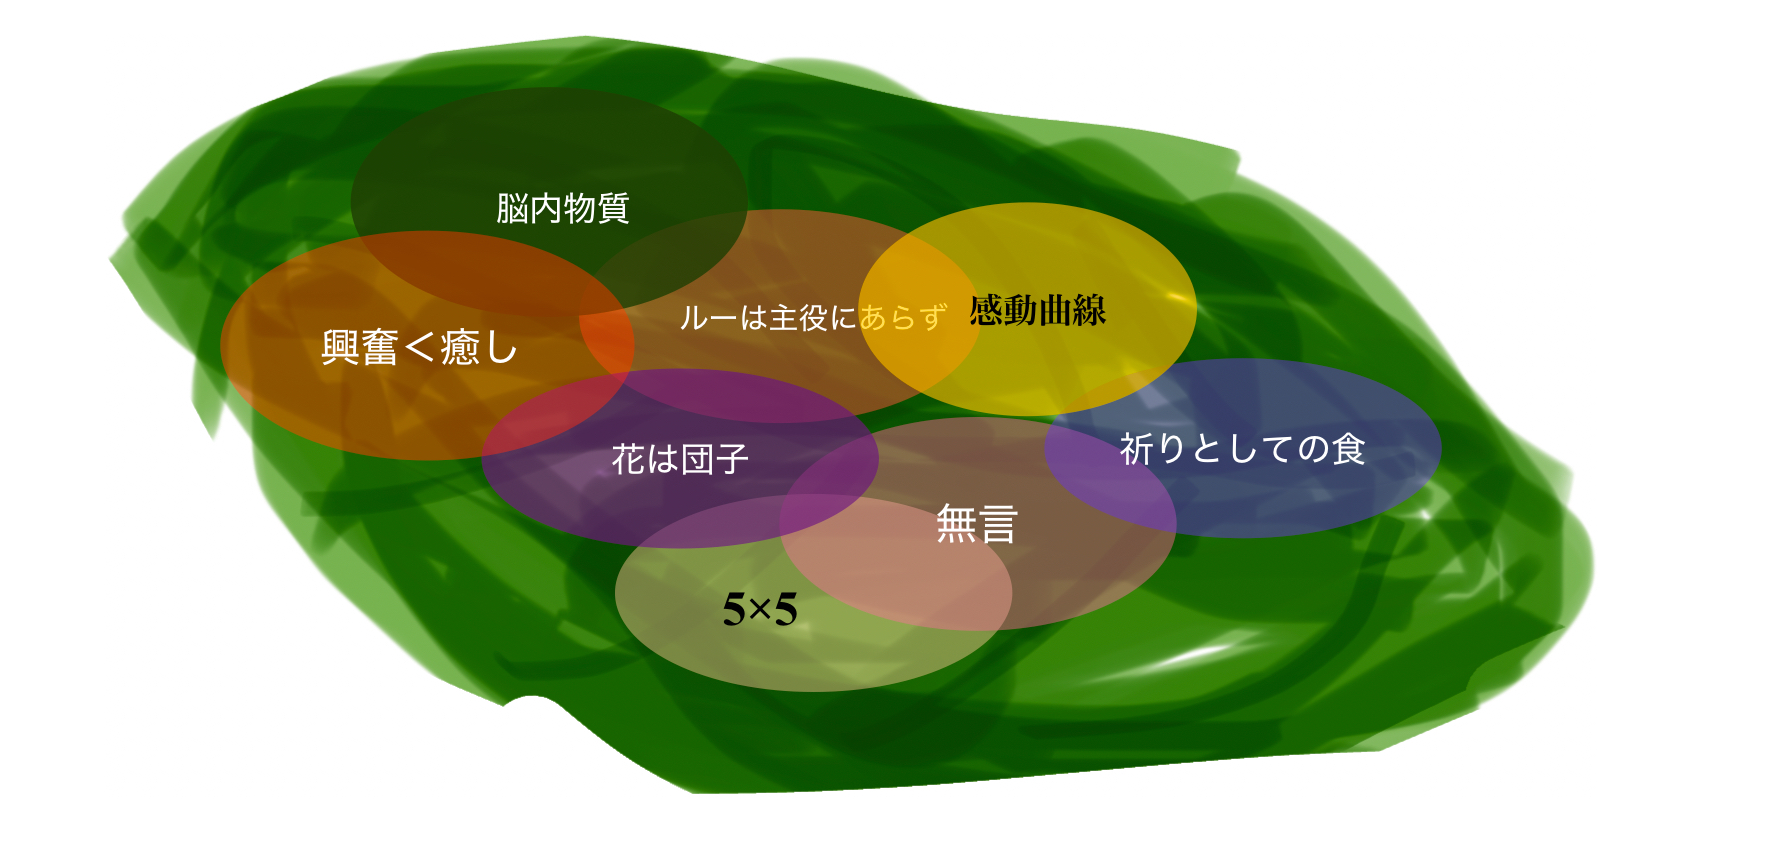 脳内物質
ルーは主役にあらず
感動曲線
興奮＜癒し
花は団子
祈りとしての食
無言
5×5